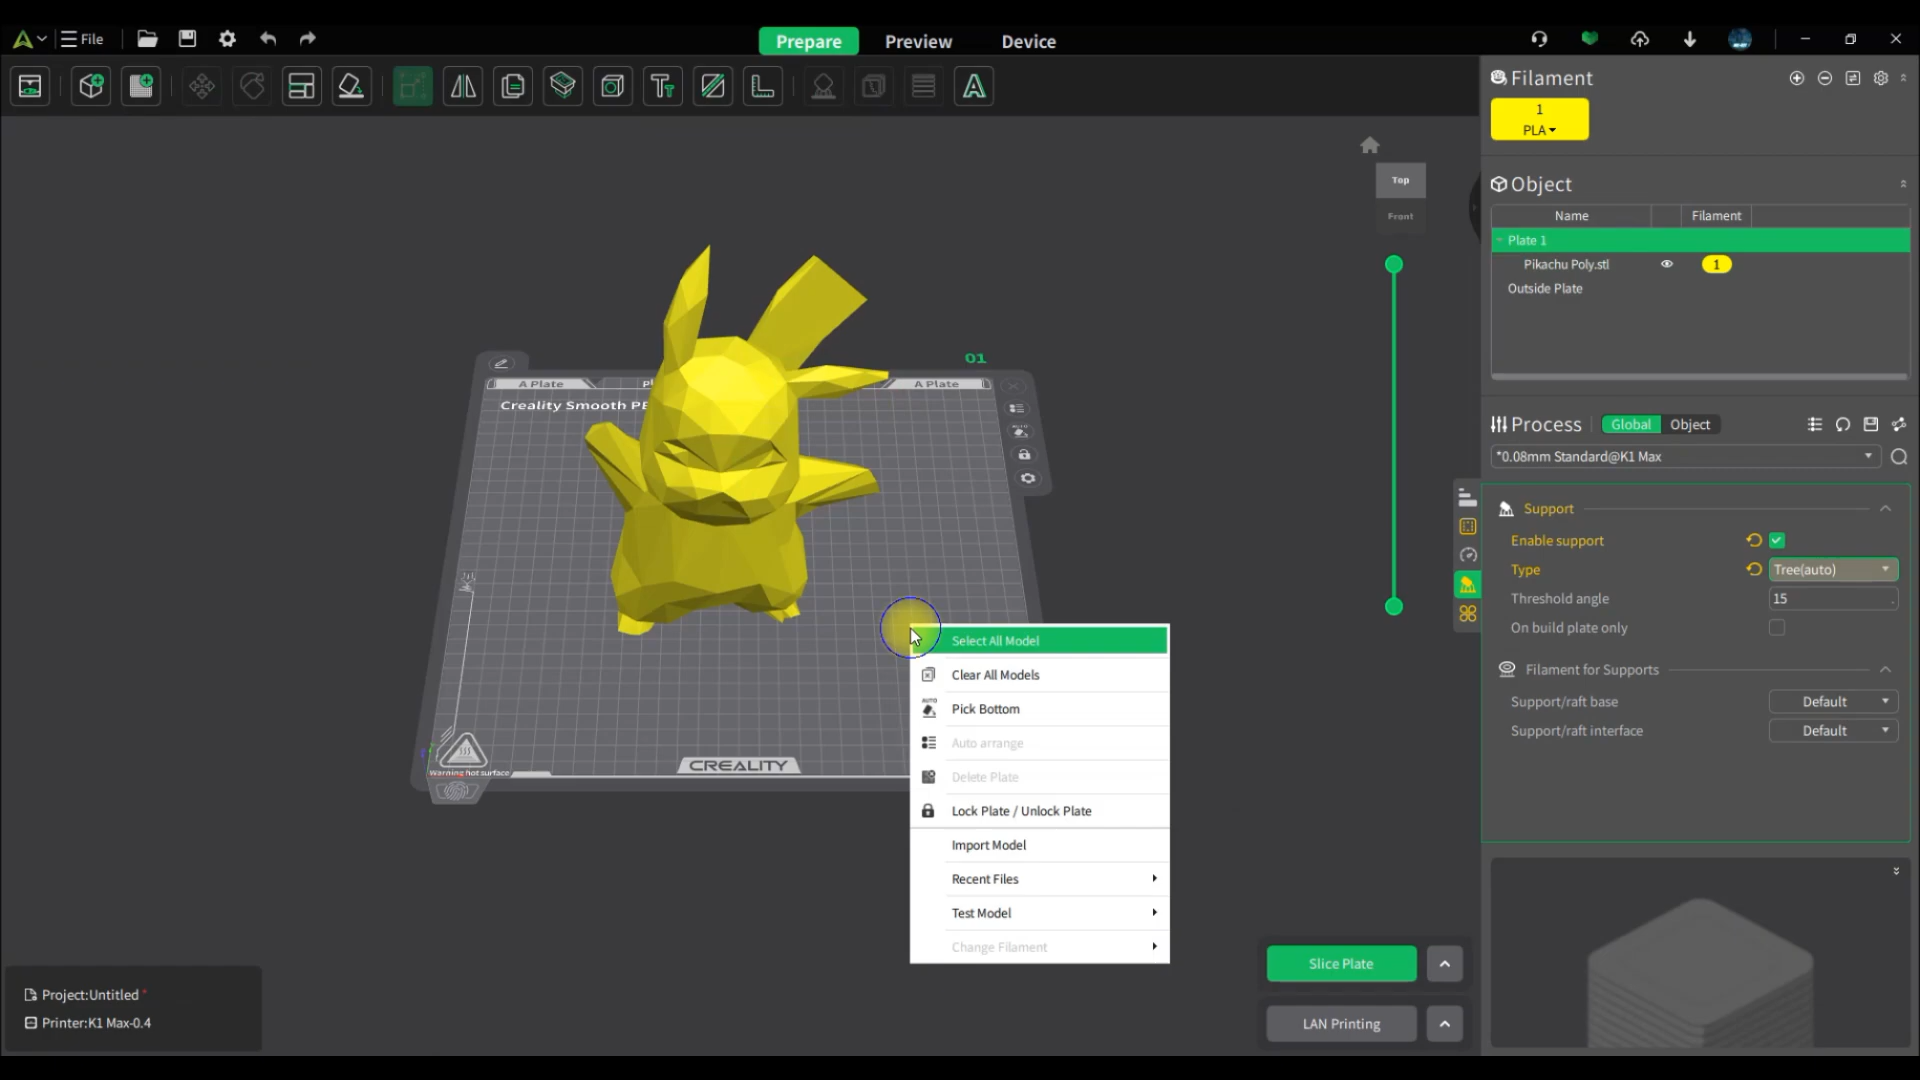 File
Prepare
Preview
Device
Filament
1
PLA
Top
Front
Object
Name
Filament
Plate 1
Pikachu Poly.stl
1
Outside Plate
01
A Plate
A Plate
Creality Smooth PE
Process
Global
Object
*0.08mm Standard@K1 Max
Support
Enable support
Type
Tree(auto)
Threshold angle
15
On build plate only
Filament for Supports
Support/raft base
Default
Support/raft interface
Default
Select All Model
Clear All Models
AUTO
Pick Bottom
Auto arrange
Delete Plate
Lock Plate / Unlock Plate
Import Model
Recent Files
Test Model
Change Filament
CREALITY
Warning hot surface
Slice Plate
LAN Printing
Project:Untitled *
Printer:K1 Max-0.4